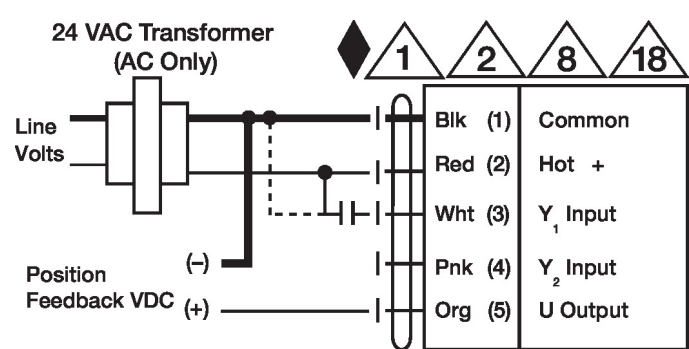 24 VAC Transformer
(AC Only)
1 2 8 18
Line
Volts
Blk (1) Common
Red (2) Hot +
Wht (3) Y1 Input
Pnk (4) Y2 Input
Org (5) U Output
Position
Feedback VDC
(–)
(+)